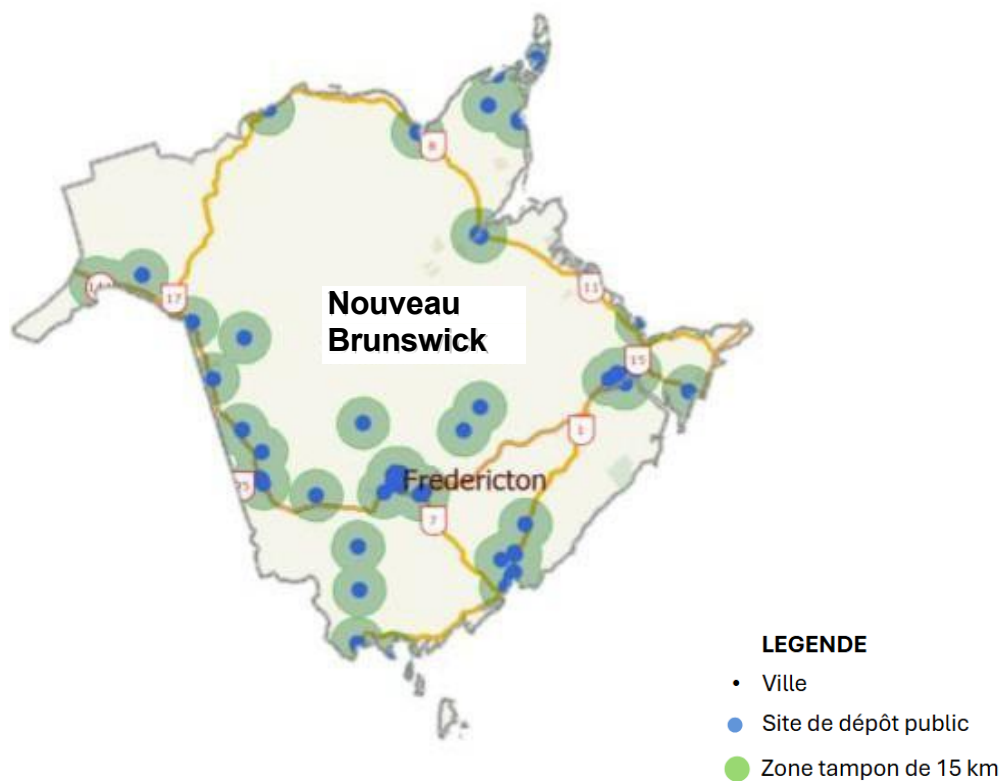 8
11
17
Nouveau
Brunswick
15
1
Fredericton
7
LEGENDE
Ville
Site de dépôt public
Zone tampon de 15 km